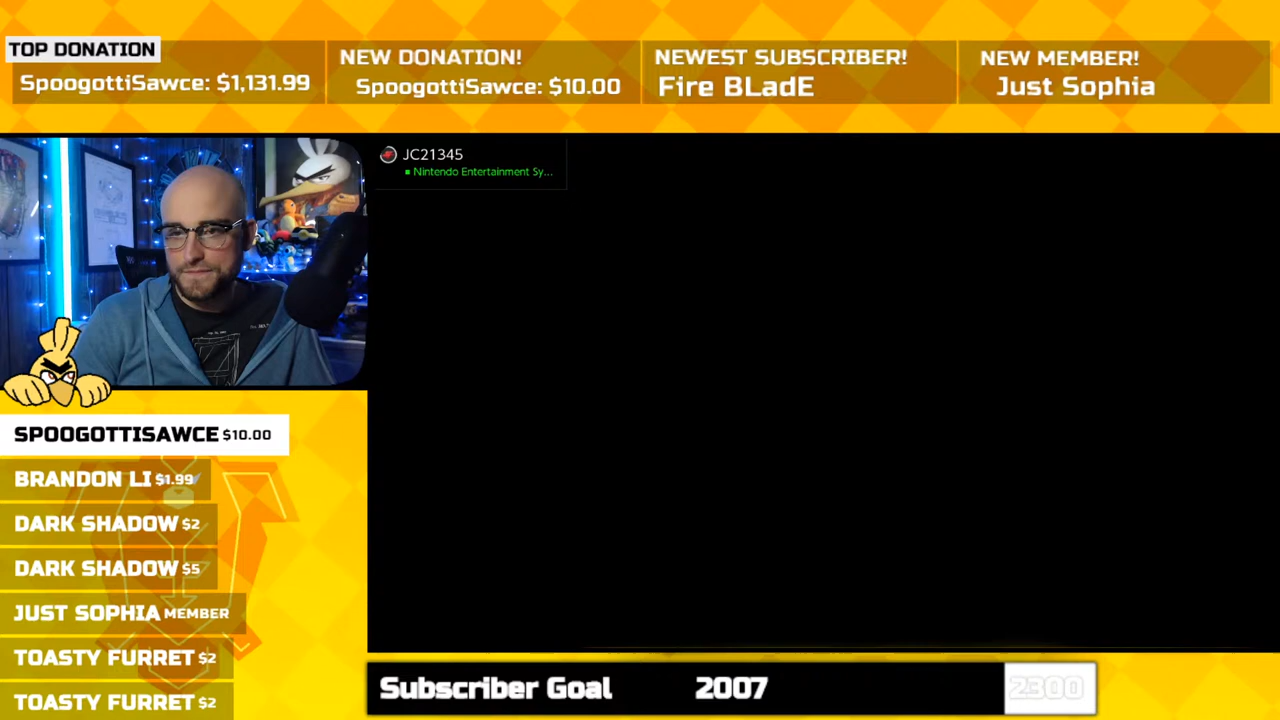 TOP DONATION
SpoogottiSawce: $1,131.99
NEW DONATION!
SpoogottiSawce: $10.00
NEWEST SUBSCRIBER!
Fire BLadE
NEW MEMBER!
Just Sophia
JC21345
Nintendo Entertainment Sy...
SPOOGOTTISAWCE $10.00
BRANDON LI $1.99
DARK SHADOW $2
DARK SHADOW $5
JUST SOPHIA MEMBER
TOASTY FURRET $2
TOASTY FURRET $2
Subscriber Goal 2007 2300